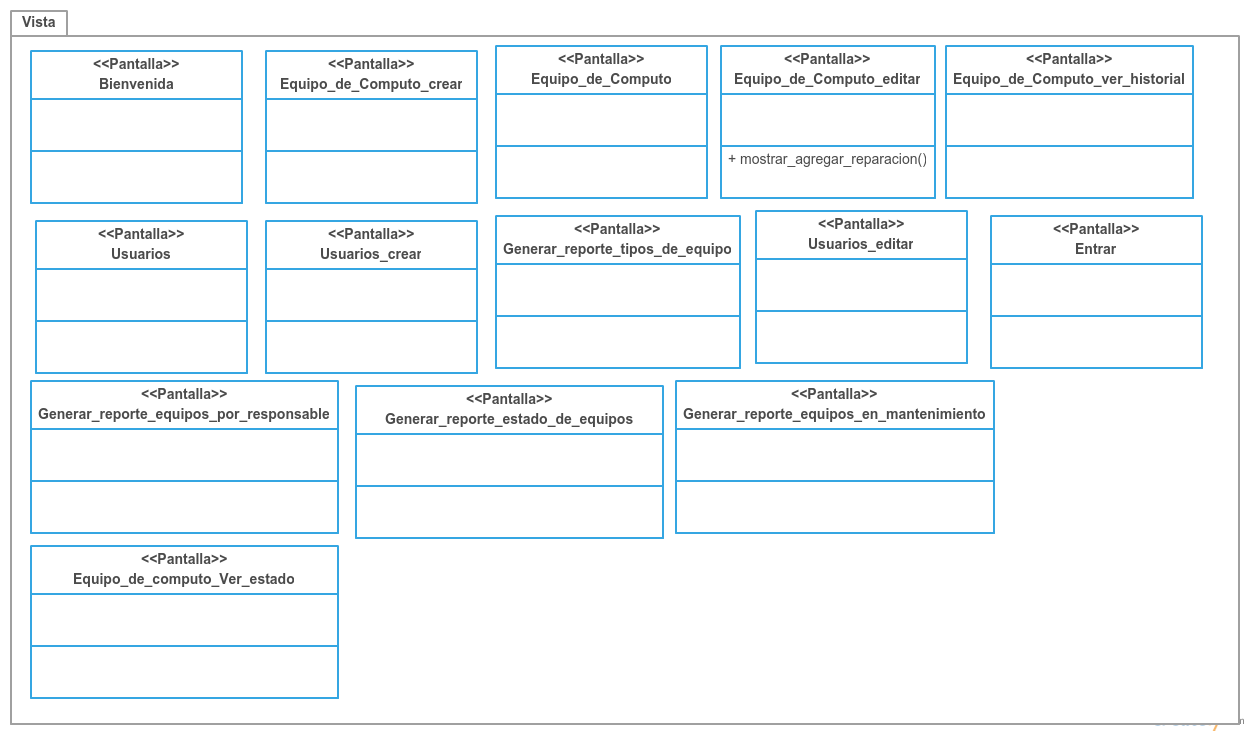 Vista
<<Pantalla>>
Bienvenida
<<Pantalla>>
Equipo_de_Computo_crear
<<Pantalla>>
Equipo_de_Computo
<<Pantalla>>
Equipo_de_Computo_editar
+ mostrar_agregar_reparacion()
<<Pantalla>>
Equipo_de_Computo_ver_historial
<<Pantalla>>
Usuarios
<<Pantalla>>
Usuarios_crear
<<Pantalla>>
Generar_reporte_tipos_de_equipo
<<Pantalla>>
Usuarios_editar
<<Pantalla>>
Entrar
<<Pantalla>>
Generar_reporte_equipos_por_responsable
<<Pantalla>>
Generar_reporte_estado_de_equipos
<<Pantalla>>
Generar_reporte_equipos_en_mantenimiento
<<Pantalla>>
Equipo_de_computo_Ver_estado